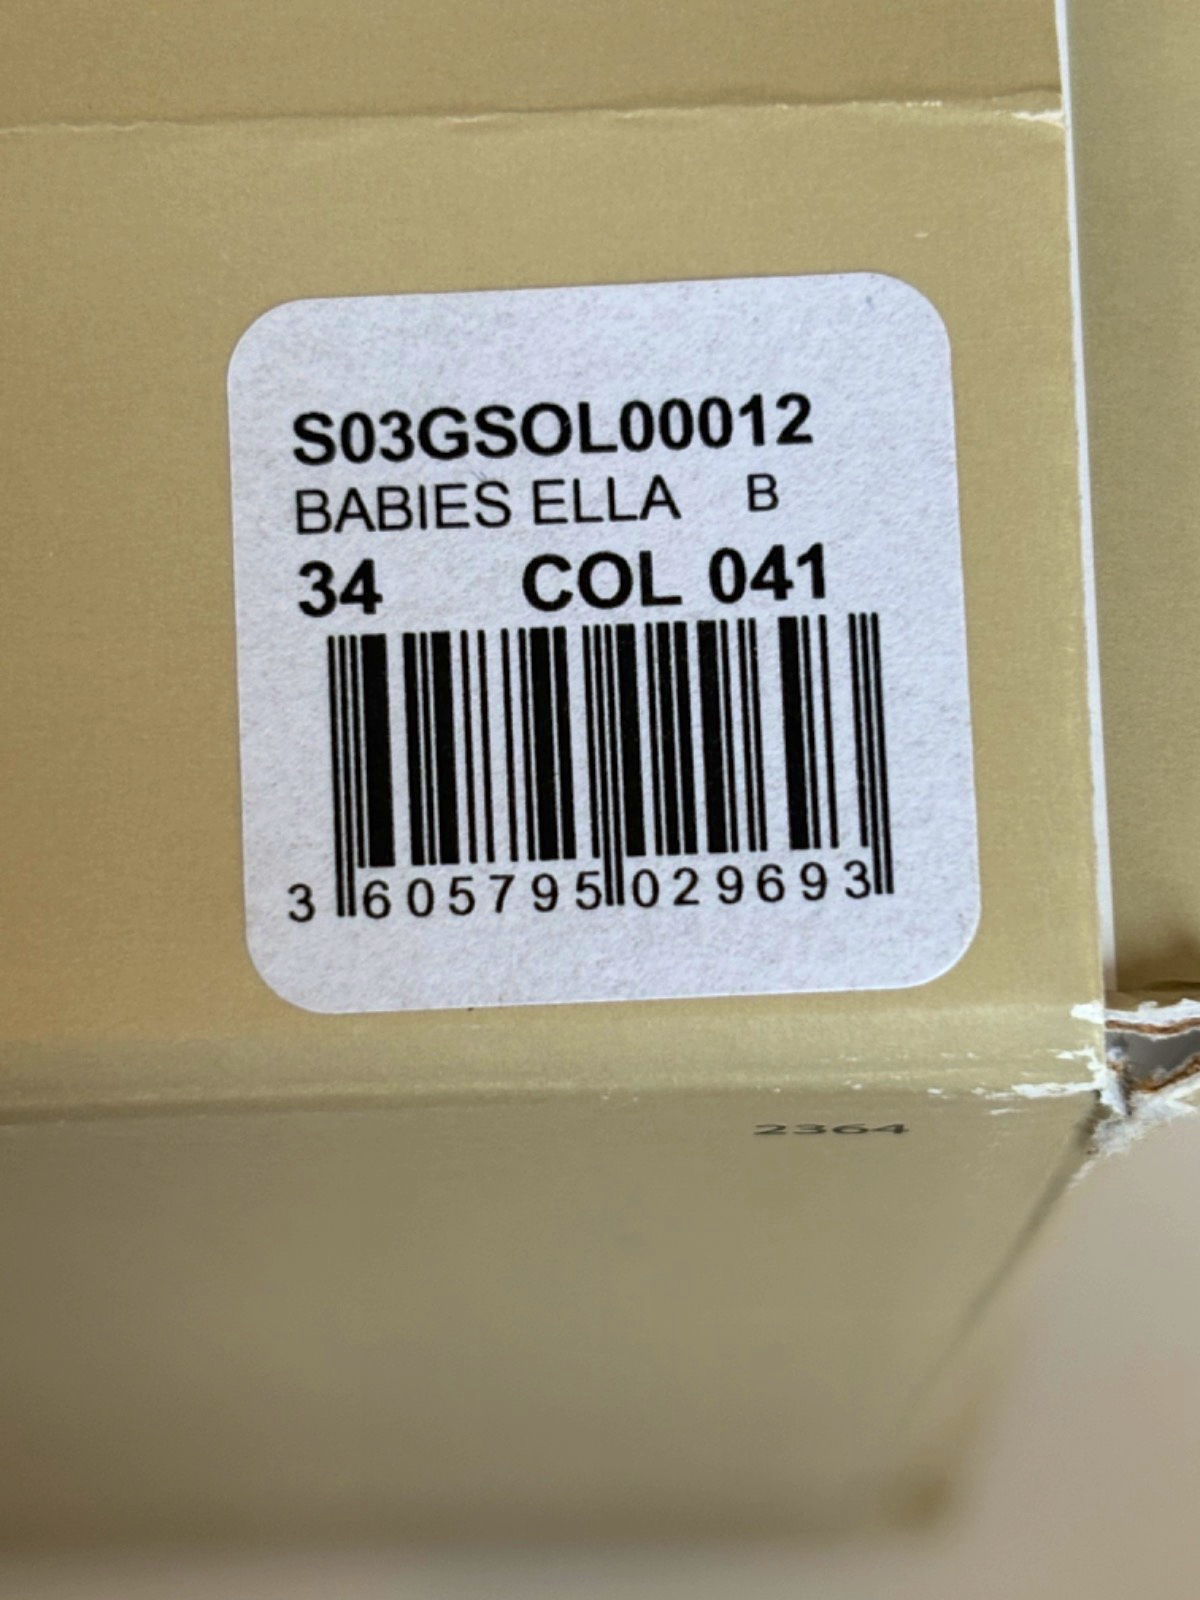 S03GSOL00012
BABIES ELLA B
34 COL 041
3 605795 029693
2364